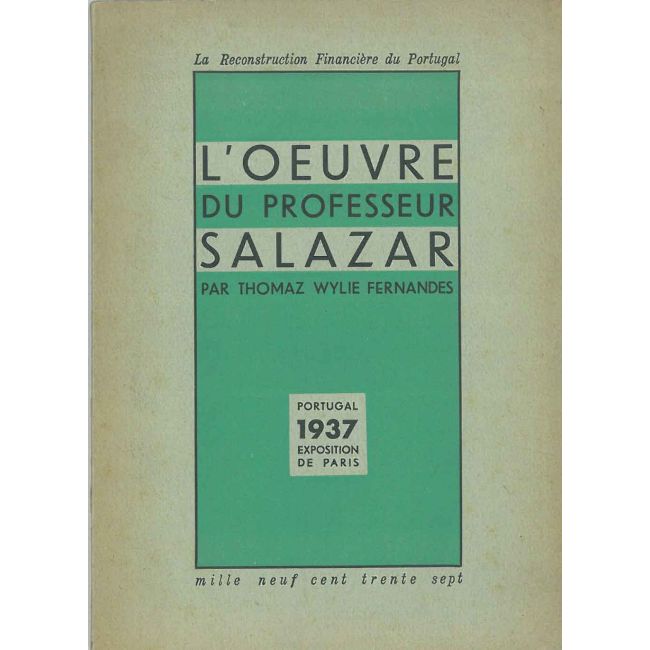 La Reconstruction Financière du Portugal
L'OEUVRE
DU PROFESSEUR
SALAZAR
PAR THOMAZ WYLIE FERNANDES
PORTUGAL
1937
EXPOSITION
DE PARIS
mille neuf cent trente sept